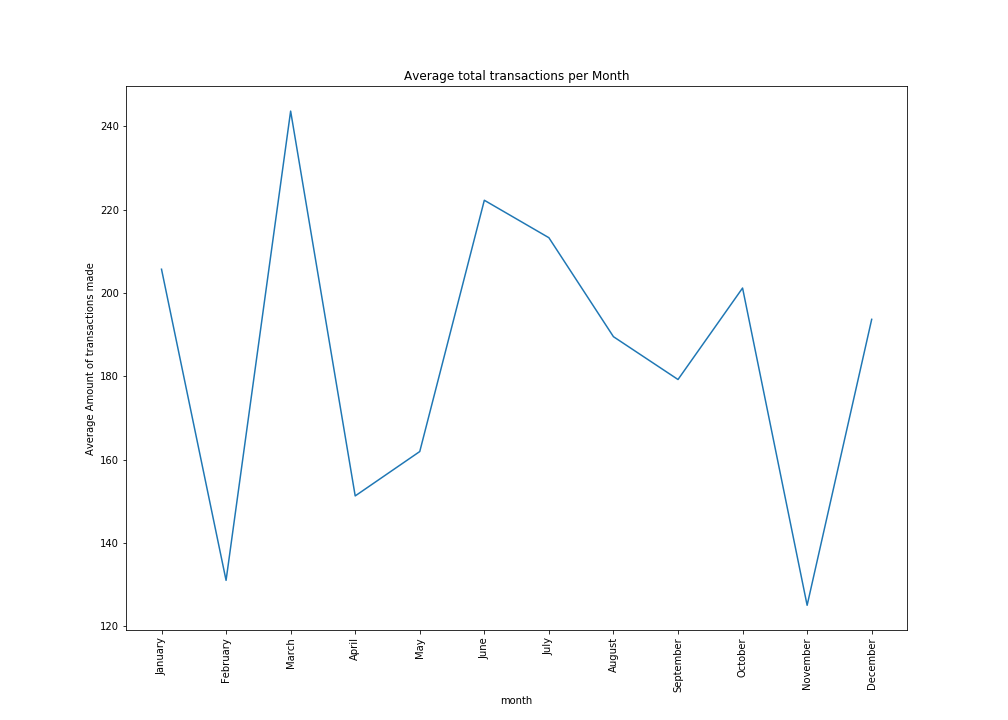 Average total transactions per Month
Average Amount of transactions made
240
220
200
180
160
140
120
January
February
March
April
May
June
July
August
September
October
November
December
month